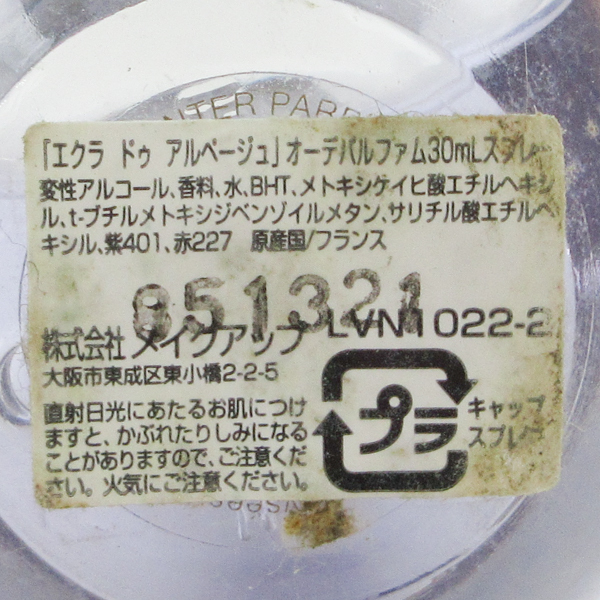 「エクラ ドゥ アルページュ」オーデパルファム30mLスプレー
変性アルコール、香料、水、BHT、メトキシケイヒ酸エチルヘキシ
ル、t-ブチルメトキシジベンゾイルメタン、サリチル酸エチルヘ
キシル、紫401、赤227 原産国/フランス
851321
株式会社 メイクアップ LVN1022-2
大阪市東成区東小橋2-2-5
直射日光にあたるお肌につけ
ますと、かぶれたりしみになる
ことがありますので、ご注意くだ
さい。火気にご注意ください。
プラ
キャップ
スプレー